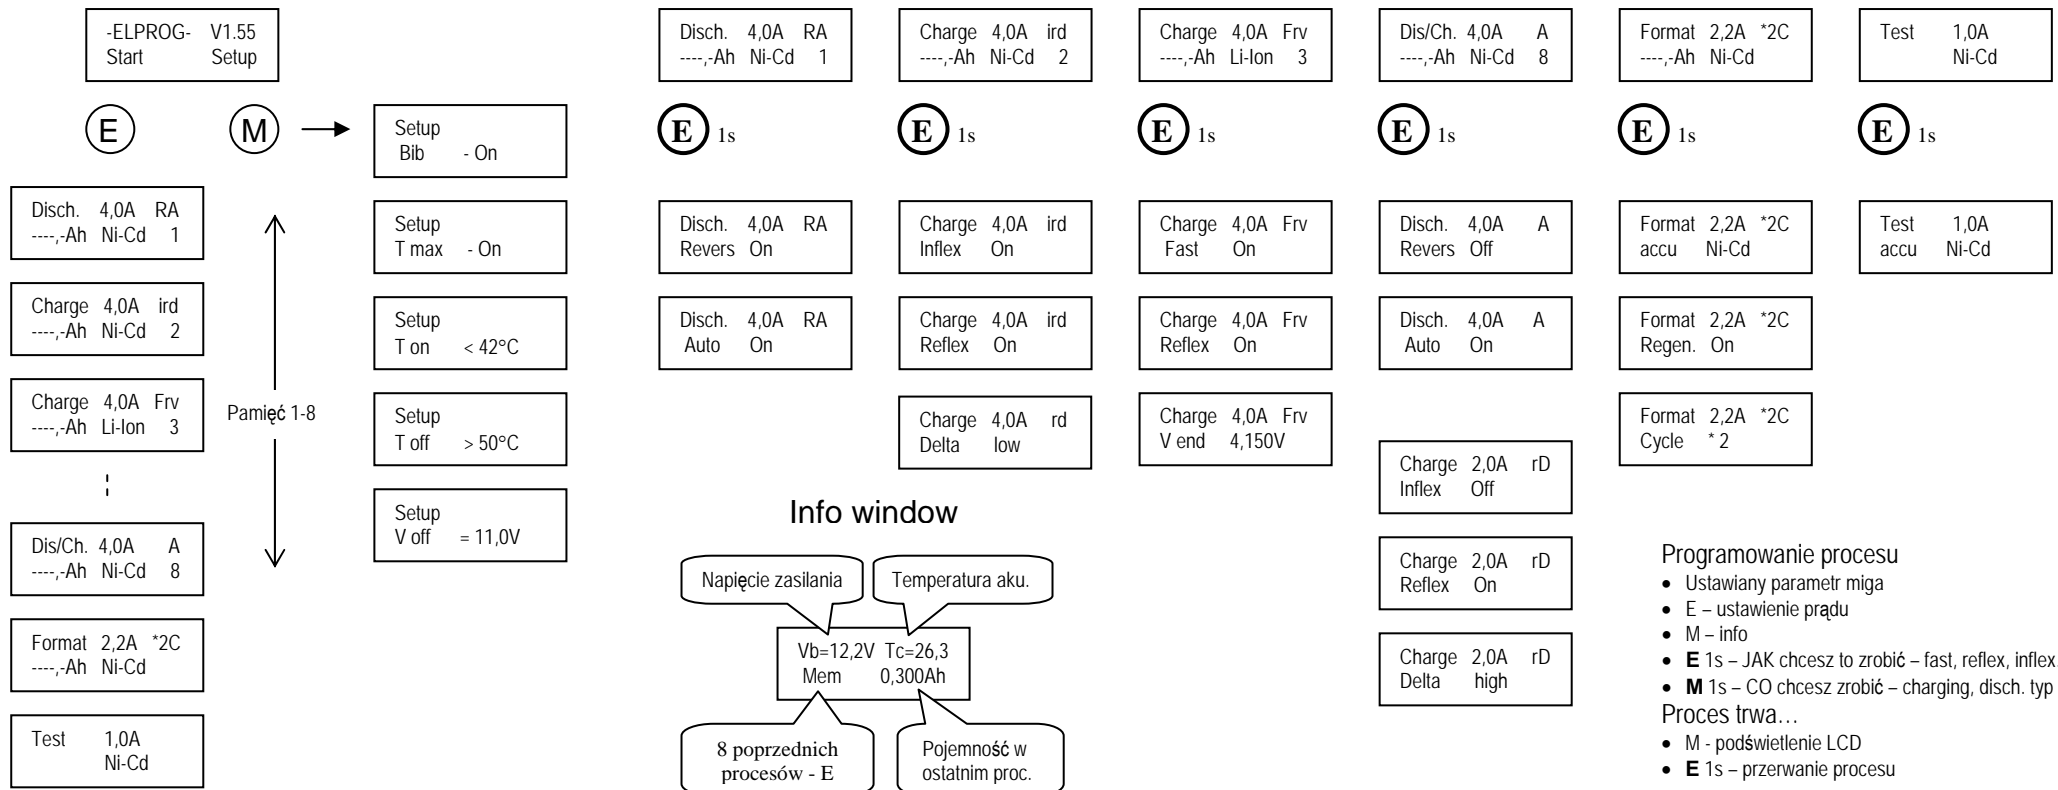 -ELPROG- V1.55
Start Setup
E
M
Setup
Bib - On
Setup
T max - On
Setup
T on < 42°C
Setup
T off > 50°C
Setup
V off = 11,0V
Disch. 4,0A RA
----,-Ah Ni-Cd 1
Charge 4,0A ird
----,-Ah Ni-Cd 2
Charge 4,0A Frv
----,-Ah Li-Ion 3
Dis/Ch. 4,0A A
----,-Ah Ni-Cd 8
Format 2,2A *2C
----,-Ah Ni-Cd
Test 1,0A
Ni-Cd
Pamięć 1-8
Disch. 4,0A RA
----,-Ah Ni-Cd 1
E 1s
Disch. 4,0A RA
Revers On
Disch. 4,0A RA
Auto On
Charge 4,0A ird
----,-Ah Ni-Cd 2
E 1s
Charge 4,0A ird
Inflex On
Charge 4,0A ird
Reflex On
Charge 4,0A rd
Delta low
Charge 4,0A Frv
----,-Ah Li-Ion 3
E 1s
Charge 4,0A Frv
Fast On
Charge 4,0A Frv
Reflex On
Charge 4,0A Frv
V end 4,150V
Dis/Ch. 4,0A A
----,-Ah Ni-Cd 8
E 1s
Disch. 4,0A A
Revers Off
Disch. 4,0A A
Auto On
Charge 2,0A rD
Inflex Off
Charge 2,0A rD
Reflex On
Charge 2,0A rD
Delta high
Format 2,2A *2C
----,-Ah Ni-Cd
E 1s
Format 2,2A *2C
accu Ni-Cd
Format 2,2A *2C
Regen. On
Format 2,2A *2C
Cycle * 2
Test 1,0A
Ni-Cd
E 1s
Test 1,0A
accu Ni-Cd
Info window
Napięcie zasilania
Temperatura aku.
Vb=12,2V Tc=26,3
Mem 0,300Ah
8 poprzednich
procesów - E
Pojemność w
ostatnim proc.
Programowanie procesu
• Ustawiany parametr miga
• E – ustawienie prądu
• M – info
• E 1s – JAK chcesz to zrobić – fast, reflex, inflex
• M 1s – CO chcesz zrobić – charging, disch. typ
Proces trwa…
• M - podświetlenie LCD
• E 1s – przerwanie procesu